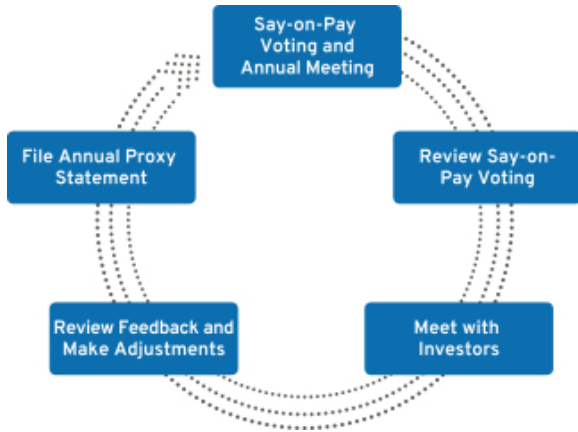 Say-on-Pay
Voting and
Annual Meeting
Review Say-on-
Pay Voting
Meet with
Investors
Review Feedback and
Make Adjustments
File Annual Proxy
Statement